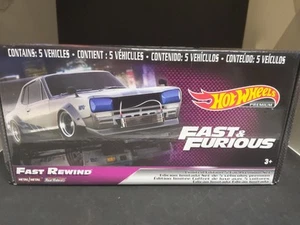 CONTAINS: 5 VEHICLES • CONTIENT : 5 VÉHICULES • CONTENIDO: 5 VEHÍCULOS • CONTEÚDO: 5 VEÍCULOS
Hot Wheels
PREMIUM
FAST &
FURIOUS
FAST REWIND
3+